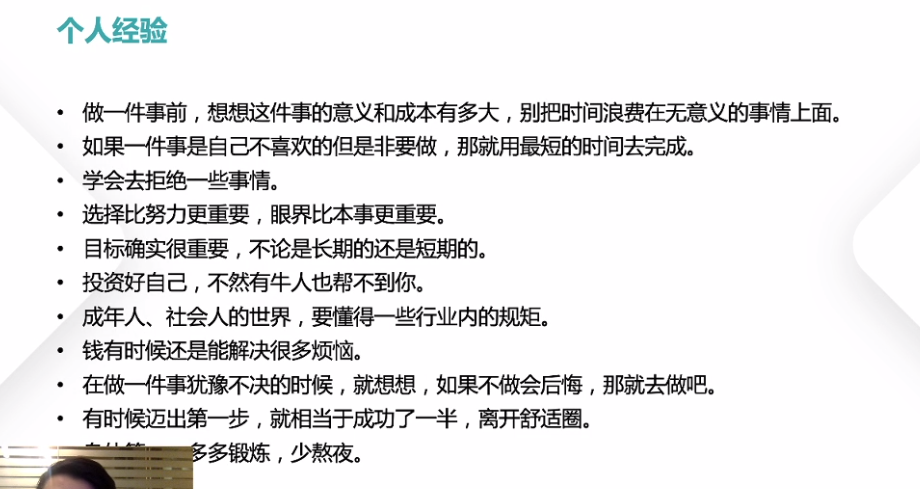 个人经验
• 做一件事前，想想这件事的意义和成本有多大，别把时间浪费在无意义的事情上面。
• 如果一件事是自己不喜欢的但是非要做，那就用最短的时间去完成。
• 学会去拒绝一些事情。
• 选择比努力更重要，眼界比本事更重要。
• 目标确实很重要，不论是长期的还是短期的。
• 投资好自己，不然有牛人也帮不到你。
• 成年人、社会人的世界，要懂得一些行业内的规矩。
• 钱有时候还是能解决很多烦恼。
• 在做一件事犹豫不决的时候，就想想，如果不做会后悔，那就去做吧。
• 有时候迈出第一步，就相当于成功了一半，离开舒适圈。
• 多多锻炼，少熬夜。